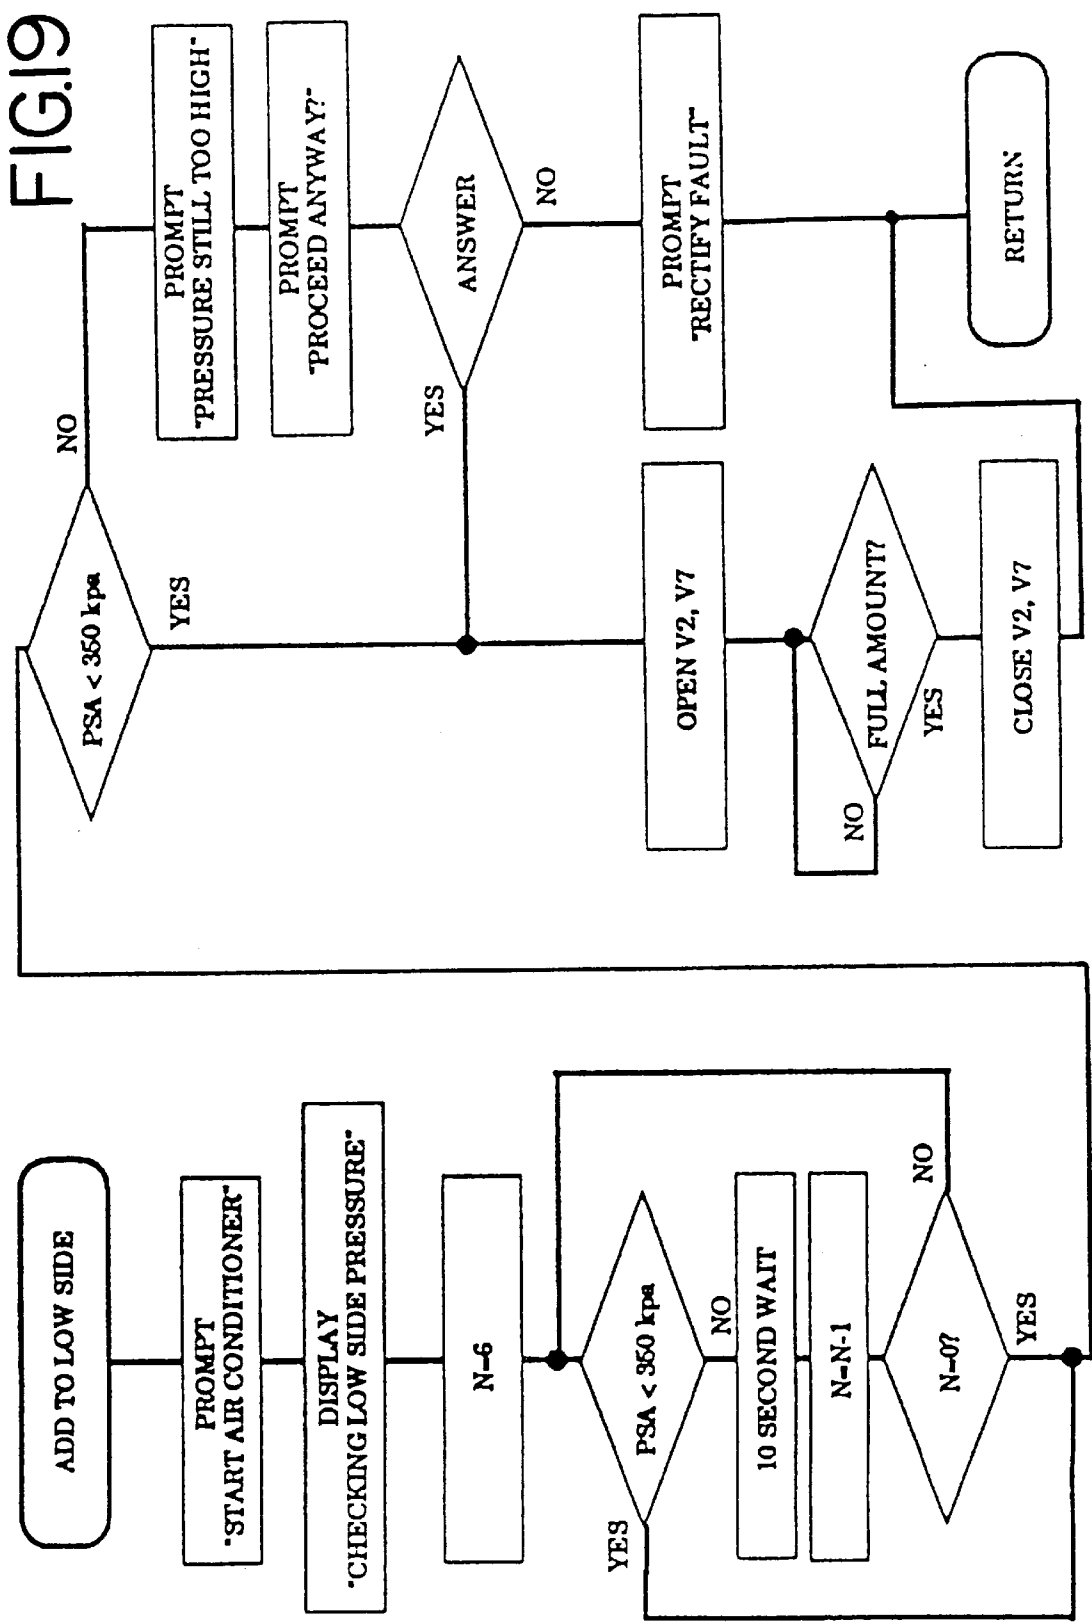 FIG.19
ADD TO LOW SIDE
PROMPT
"START AIR CONDITIONER"
DISPLAY
"CHECKING LOW SIDE PRESSURE"
N=6
PSA < 350 kpa
YES
NO
10 SECOND WAIT
N=N-1
N=0?
NO
YES
PSA < 350 kpa
NO
YES
PROMPT
"PRESSURE STILL TOO HIGH"
PROMPT
"PROCEED ANYWAY?"
ANSWER
YES
NO
OPEN V2, V7
PROMPT
"RECTIFY FAULT"
FULL AMOUNT?
NO
YES
CLOSE V2, V7
RETURN